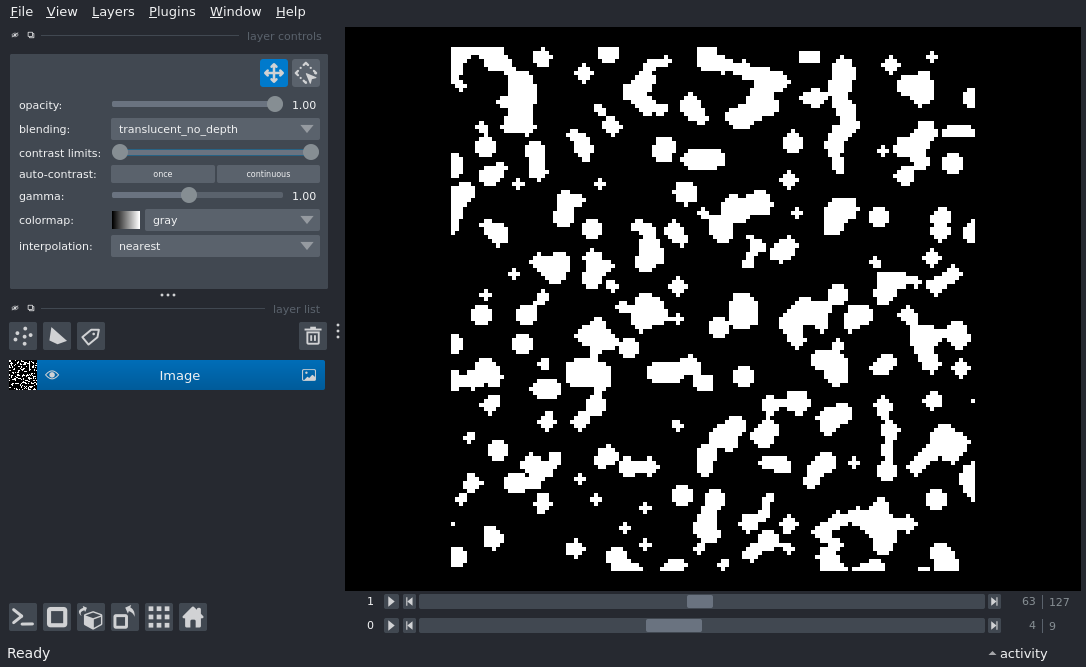 File View Layers Plugins Window Help
layer controls
opacity: 1.00
blending: translucent_no_depth
contrast limits:
auto-contrast: once continuous
gamma: 1.00
colormap: gray
interpolation: nearest
layer list
Image
1 63 127
0 4 9
Ready activity